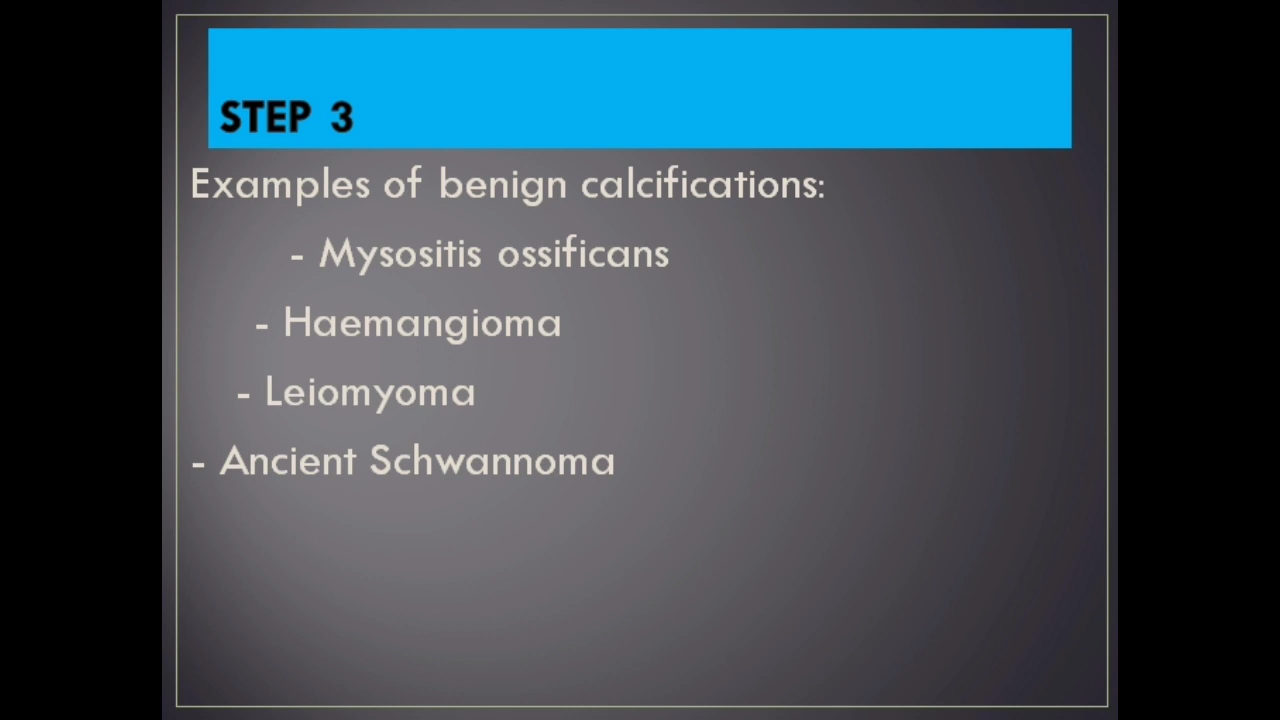 STEP 3
Examples of benign calcifications:
- Mysositis ossificans
- Haemangioma
- Leiomyoma
- Ancient Schwannoma